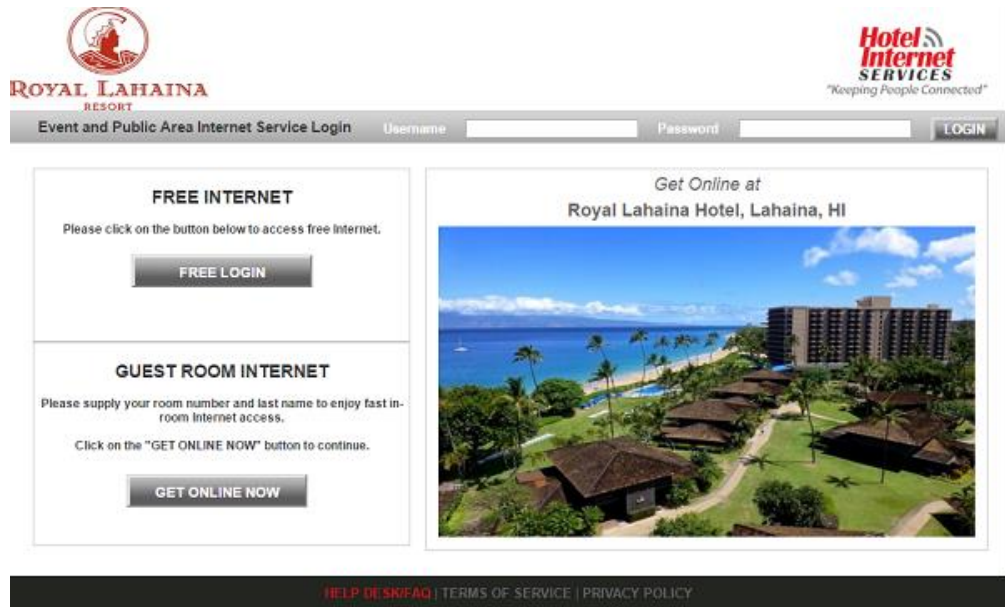 ROYAL LAHAINA
RESORT
Hotel
Internet
SERVICES
"Keeping People Connected"
Event and Public Area Internet Service Login Username Password LOGIN
FREE INTERNET
Please click on the button below to access free Internet.
FREE LOGIN
GUEST ROOM INTERNET
Please supply your room number and last name to enjoy fast in-
room Internet access.
Click on the "GET ONLINE NOW" button to continue.
GET ONLINE NOW
Get Online at
Royal Lahaina Hotel, Lahaina, HI
HELP DESK/FAQ | TERMS OF SERVICE | PRIVACY POLICY